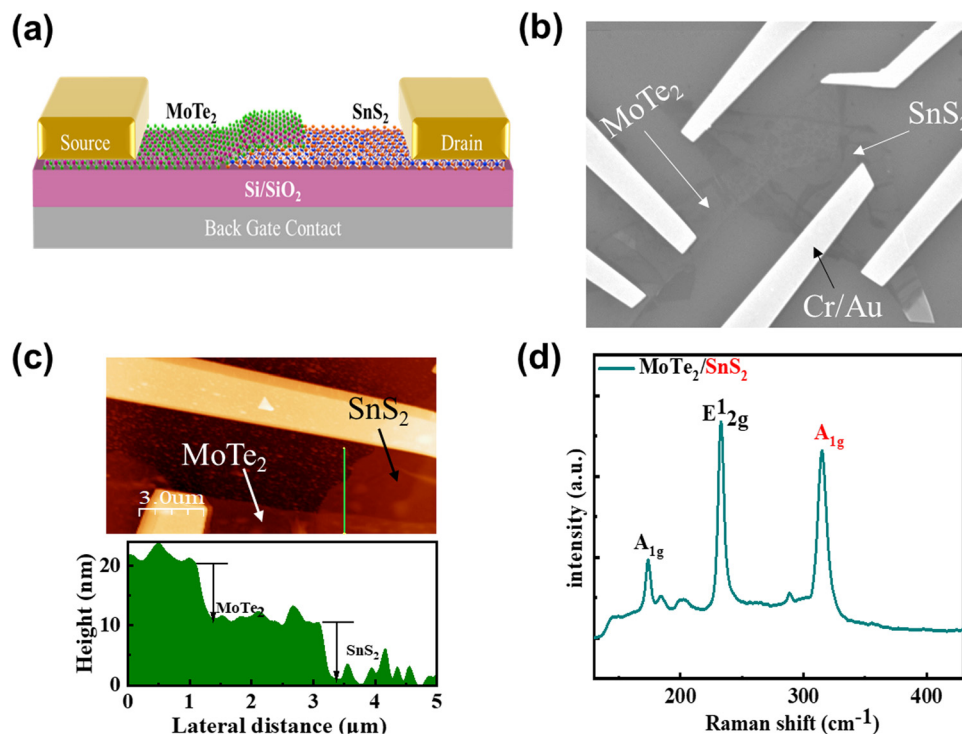 (a)
MoTe2
SnS2
Source
Drain
Si/SiO2
Back Gate Contact
(b)
MoTe2
SnS2
Cr/Au
(c)
SnS2
MoTe2
3.0um
Height (nm)
20
10
0
MoTe2
SnS2
0
1
2
3
4
5
Lateral distance (µm)
(d)
MoTe2/SnS2
E12g
A1g
A1g
intensity (a.u.)
200
300
400
Raman shift (cm-1)